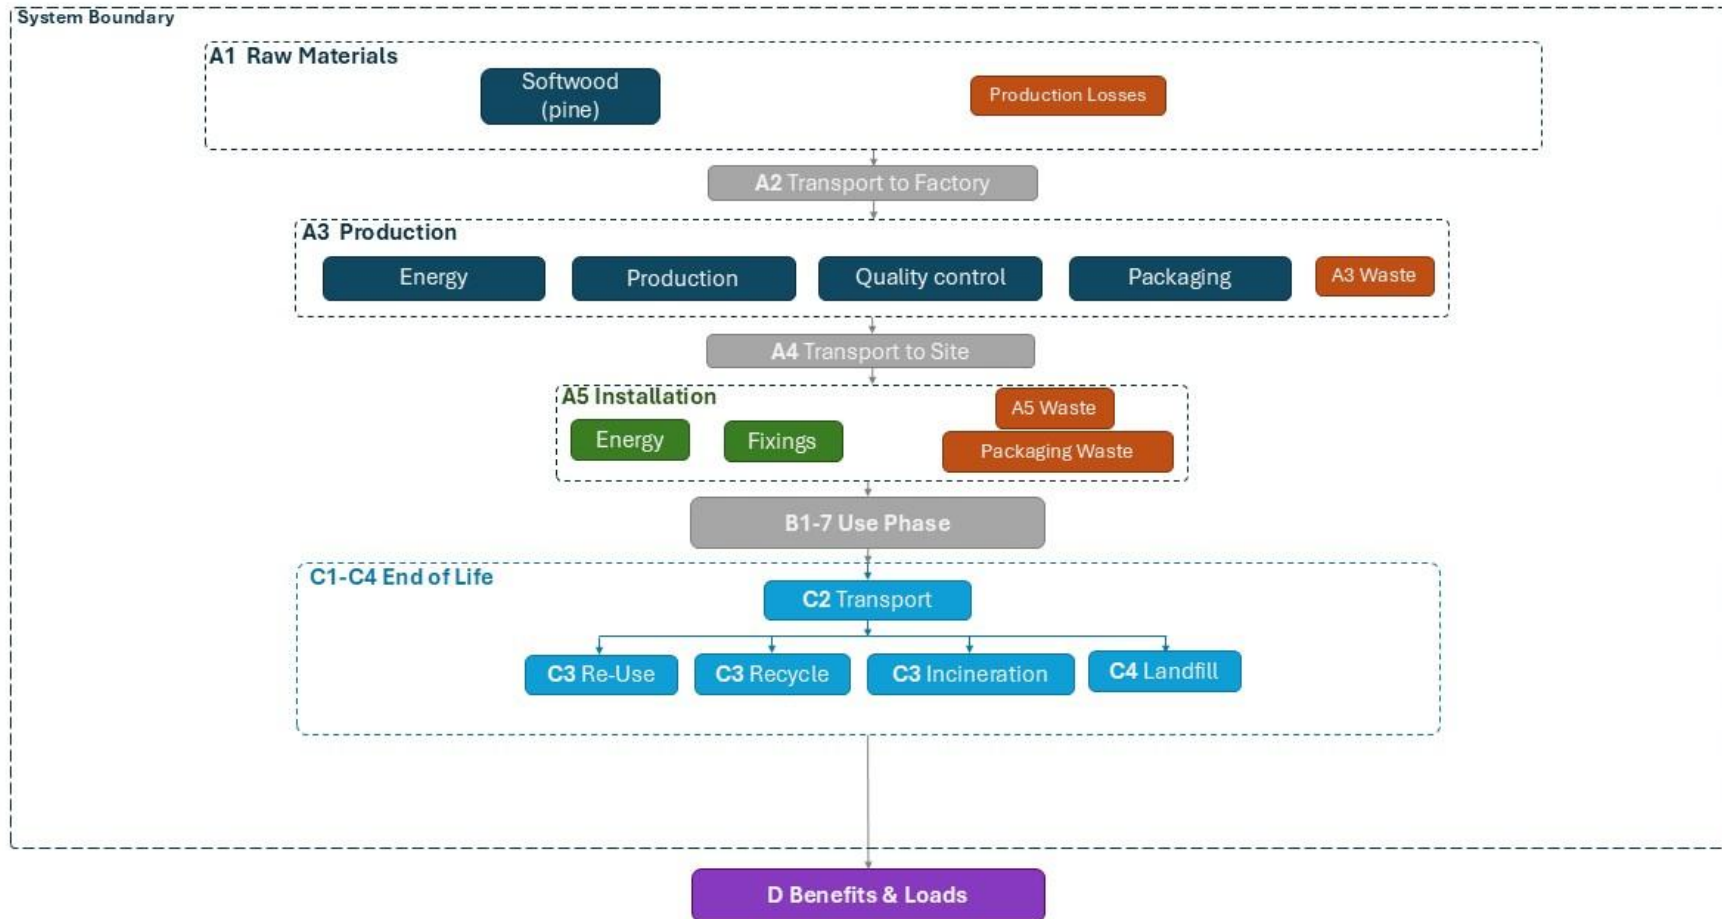 System Boundary
A1  Raw Materials
Softwood
(pine)
Production Losses
A2 Transport to Factory
A3  Production
Energy
Production
Quality control
Packaging
A3 Waste
A4 Transport to Site
A5 Installation
A5 Waste
Energy
Fixings
Packaging Waste
B1-7 Use Phase
C1-C4 End of Life
C2 Transport
C3 Re-Use
C3 Recycle
C3 Incineration
C4 Landfill
D Benefits & Loads